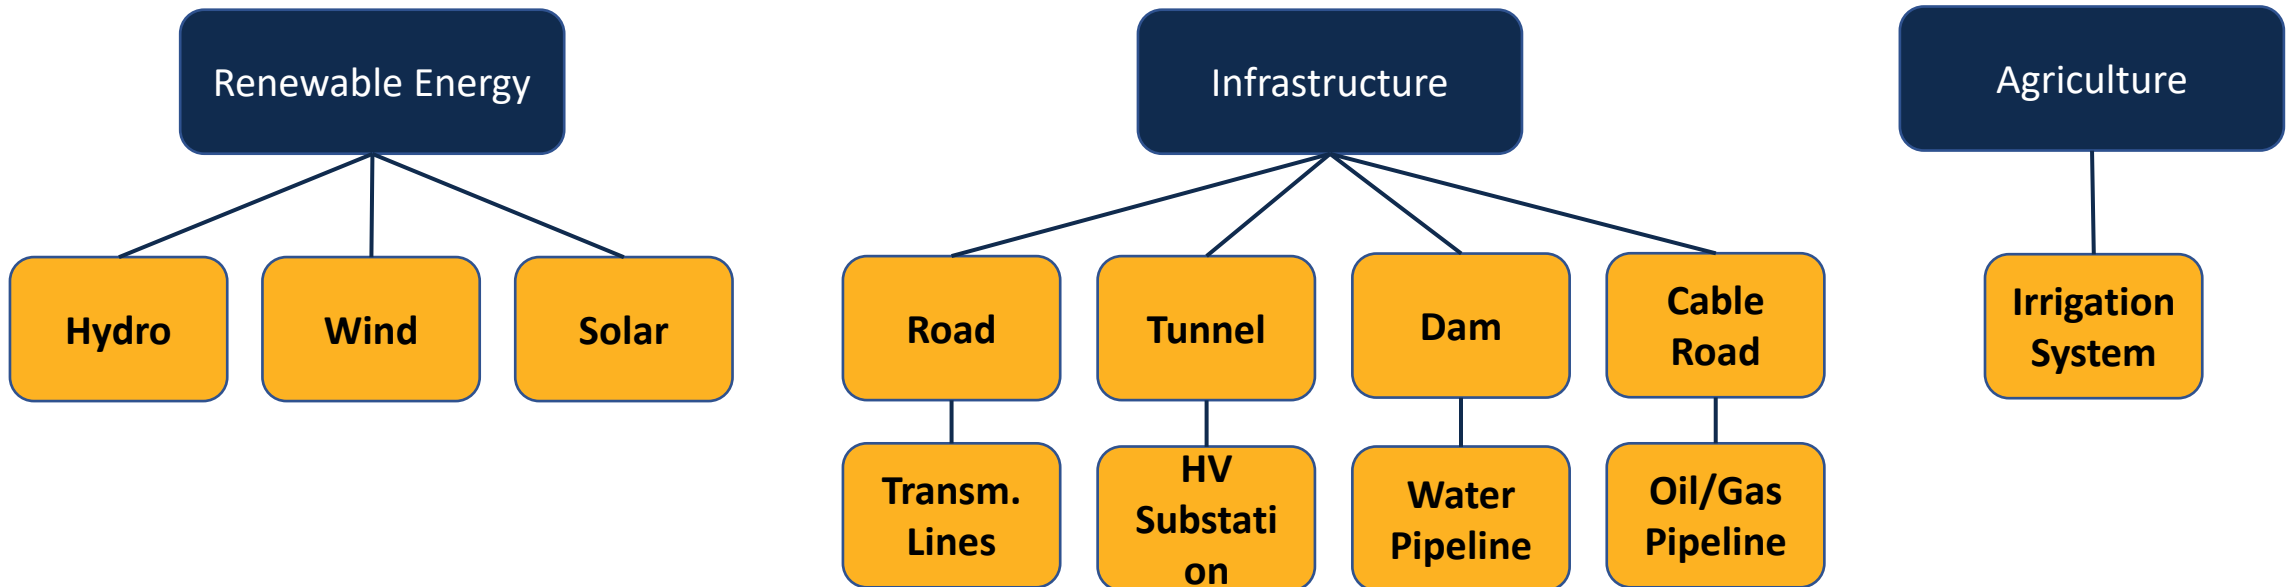 Renewable Energy
Infrastructure
Agriculture
Hydro
Wind
Solar
Road
Tunnel
Dam
Cable
Road
Irrigation
System
Transm.
Lines
HV
Substati
on
Water
Pipeline
Oil/Gas
Pipeline